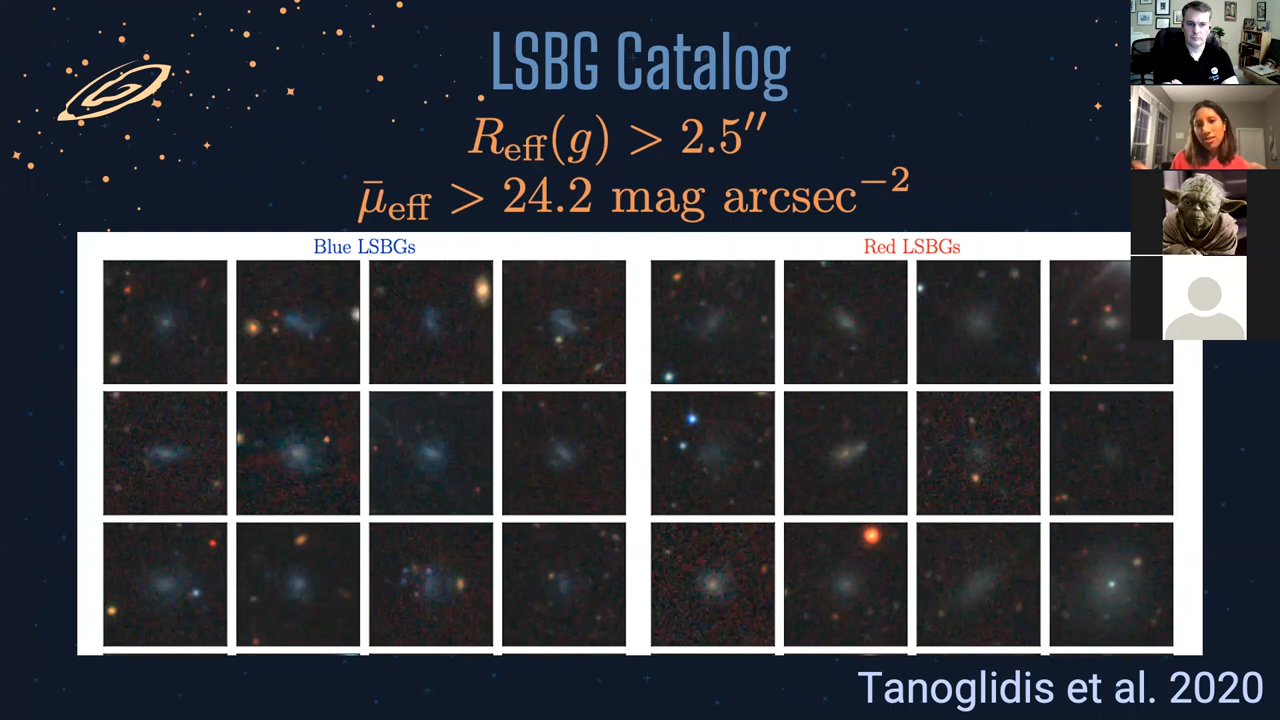 LSBG Catalog
R_eff(g) > 2.5″
μ̄_eff > 24.2 mag arcsec⁻²
Blue LSBGs
Red LSBGs
Tanoglidis et al. 2020